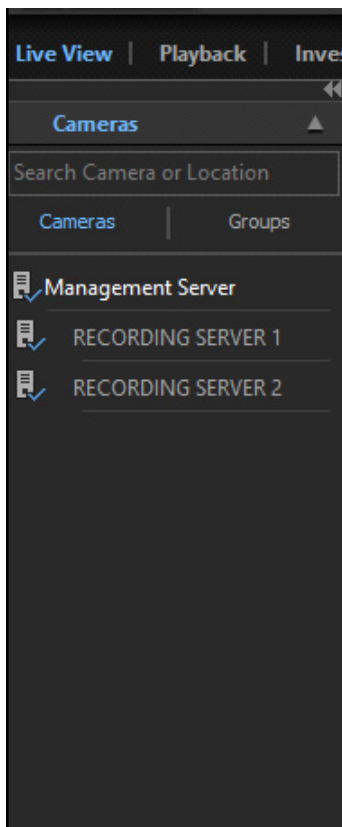 Live View | Playback | Inves
Cameras
Search Camera or Location
Cameras | Groups
Management Server
RECORDING SERVER 1
RECORDING SERVER 2